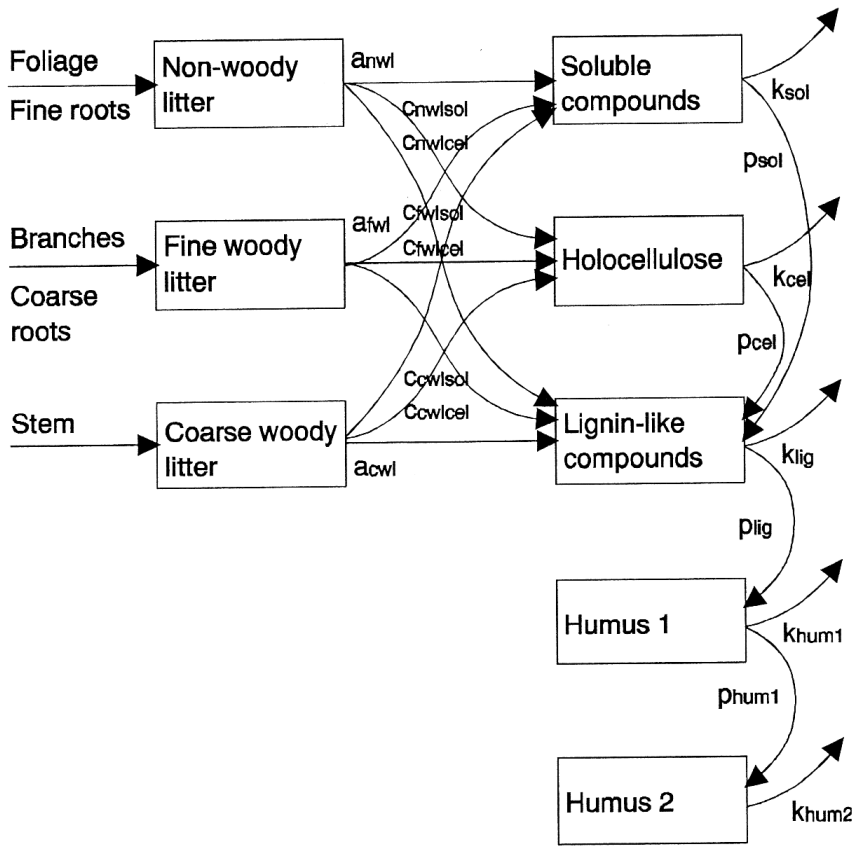 Foliage
Fine roots
Non-woody
litter
anwl
Soluble
compounds
ksol
cnwlsol
cnwlcel
psol
Branches
Coarse
roots
Fine woody
litter
afwl
cfwlsol
cfwlcel
Holocellulose
kcel
pcel
Stem
Coarse woody
litter
ccwlsol
ccwlcel
acwl
Lignin-like
compounds
klig
plig
Humus 1
khum1
phum1
Humus 2
khum2